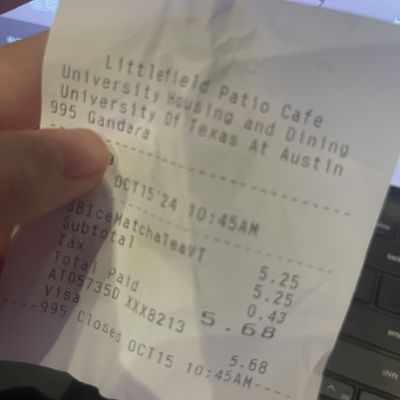 Littlefield Patio Cafe
University Housing and Dining
University Of Texas At Austin
995 Gandara
OCT15'24 10:45AM
SBIceMatchaTeaVT 5.25
Subtotal 5.25
Tax 0.43
Total Paid 5.68
AT05735D XXX8213
Visa 5.68
----995 Closed OCT15 10:45AM----